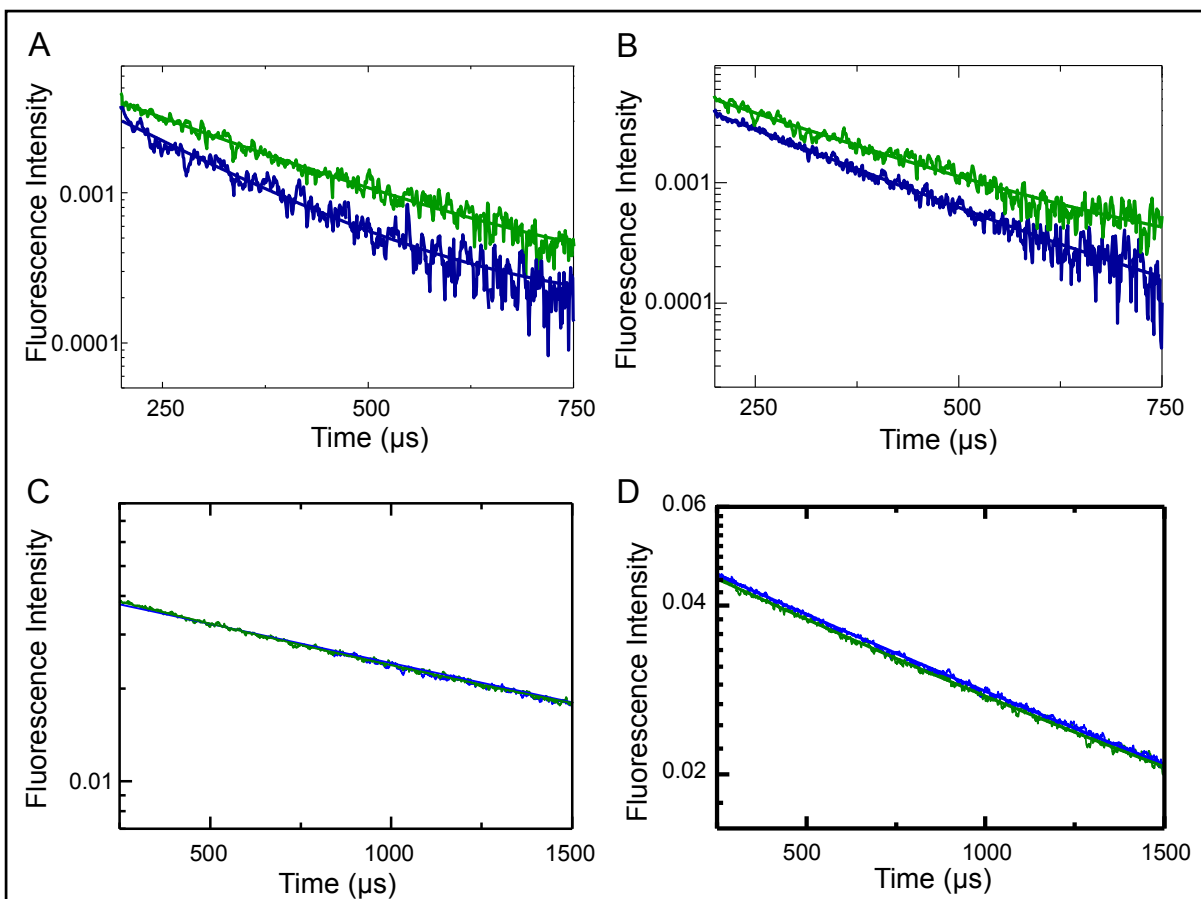 A
Fluorescence Intensity
0.001
0.0001
250
500
750
Time (µs)
B
Fluorescence Intensity
0.001
0.0001
250
500
750
Time (µs)
C
Fluorescence Intensity
0.01
500
1000
1500
Time (µs)
D
Fluorescence Intensity
0.06
0.04
0.02
500
1000
1500
Time (µs)